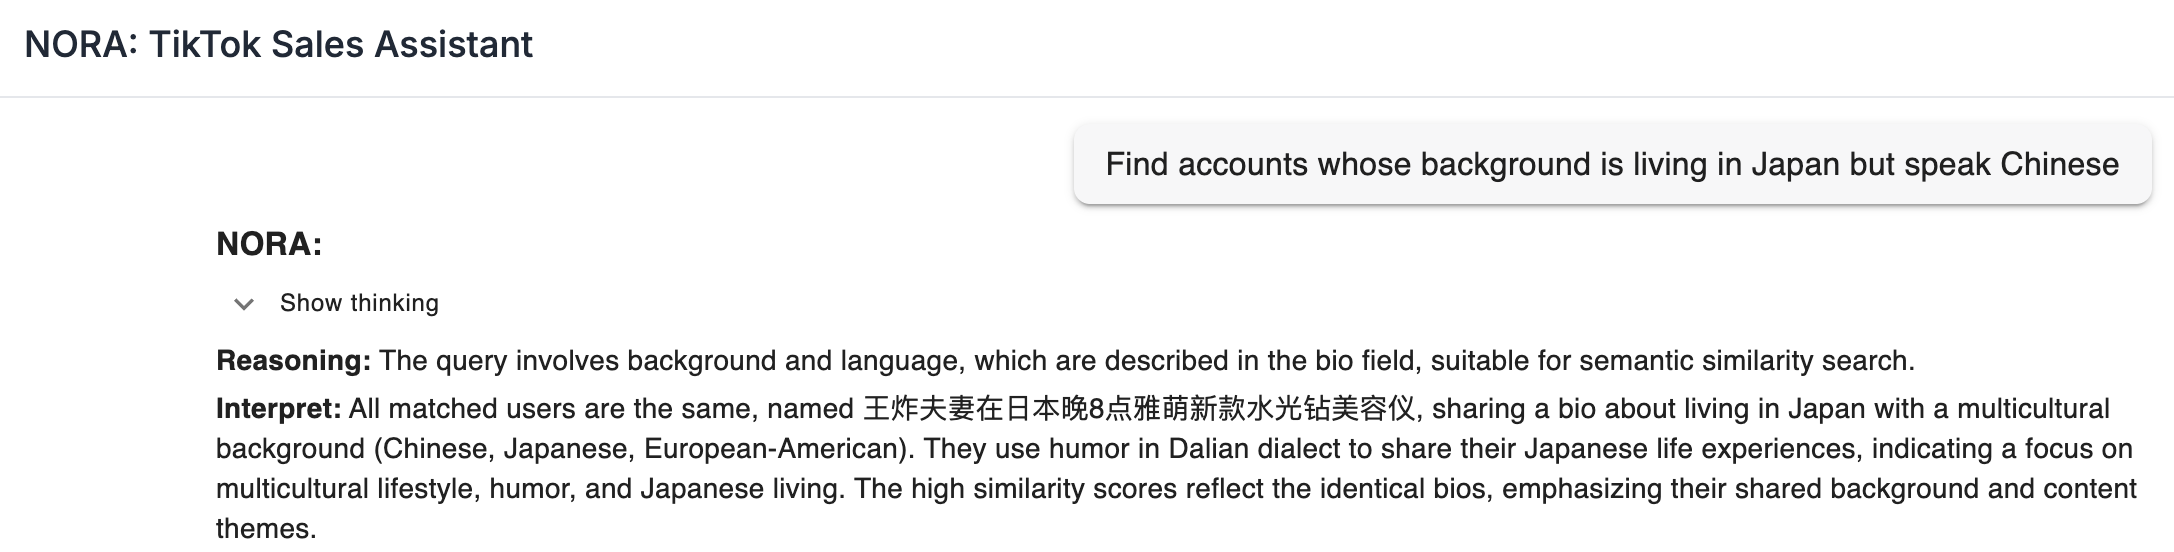 NORA: TikTok Sales Assistant
Find accounts whose background is living in Japan but speak Chinese
NORA:
Show thinking
Reasoning: The query involves background and language, which are described in the bio field, suitable for semantic similarity search.
Interpret: All matched users are the same, named 王炸夫妻在日本晚8点雅萌新款水光钻美容仪, sharing a bio about living in Japan with a multicultural
background (Chinese, Japanese, European-American). They use humor in Dalian dialect to share their Japanese life experiences, indicating a focus on
multicultural lifestyle, humor, and Japanese living. The high similarity scores reflect the identical bios, emphasizing their shared background and content
themes.